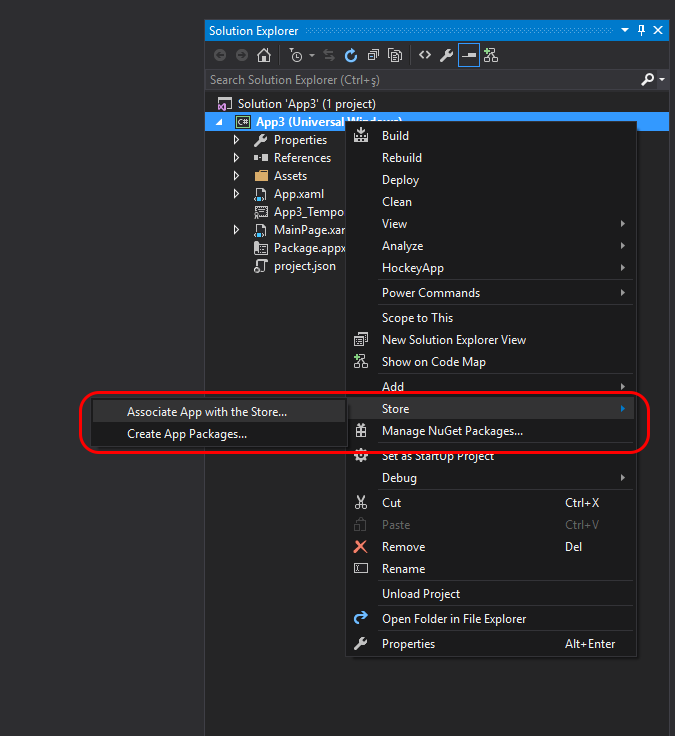 Solution Explorer
Search Solution Explorer (Ctrl+ş)
Solution 'App3' (1 project)
C# App3 (Universal Windows)
Properties
References
Assets
App.xaml
App3_Tempo
MainPage.xar
Package.appx
project.json
Build
Rebuild
Deploy
Clean
View
Analyze
HockeyApp
Power Commands
Scope to This
New Solution Explorer View
Show on Code Map
Add
Store
Associate App with the Store...
Create App Packages...
Manage NuGet Packages...
Set as StartUp Project
Debug
Cut Ctrl+X
Paste Ctrl+V
Remove Del
Rename
Unload Project
Open Folder in File Explorer
Properties Alt+Enter